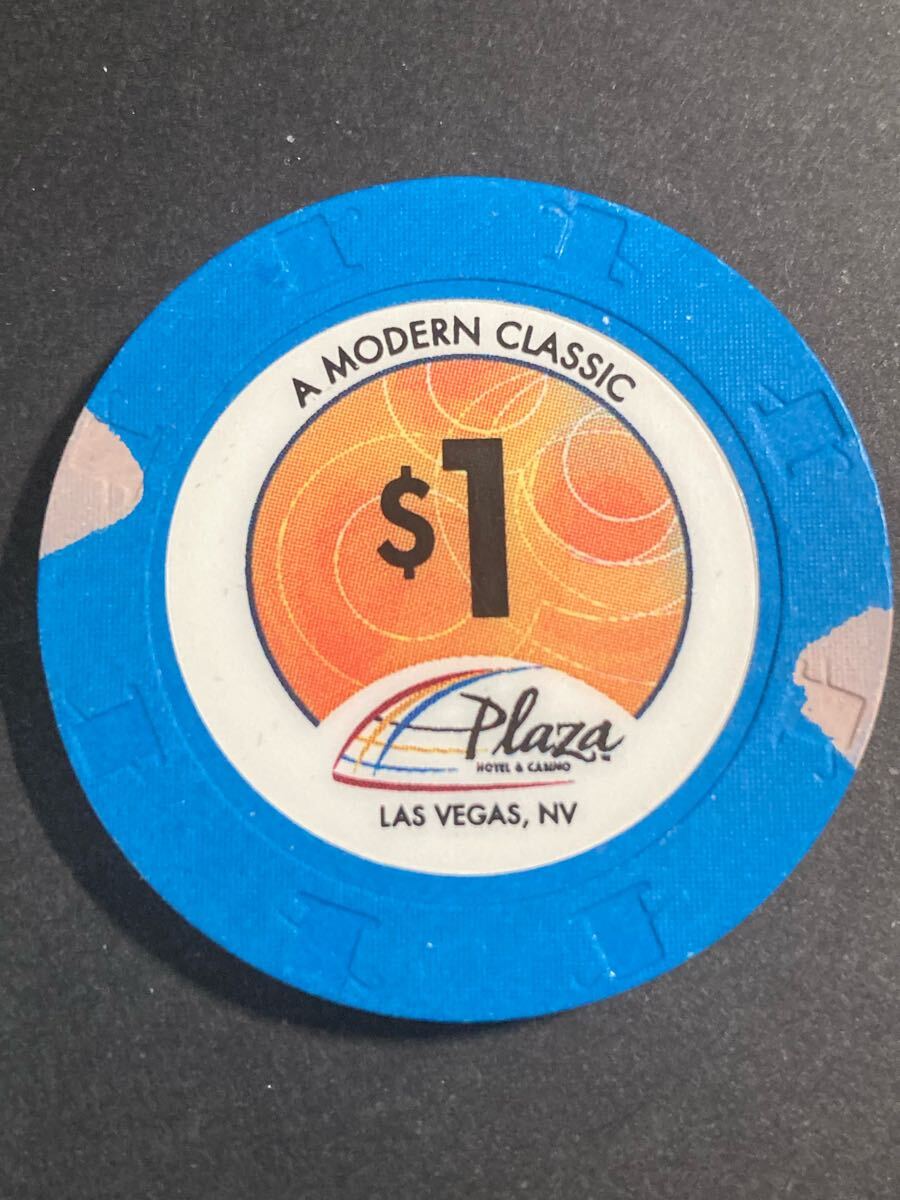 A MODERN CLASSIC
$1
Plaza
HOTEL & CASINO
LAS VEGAS, NV